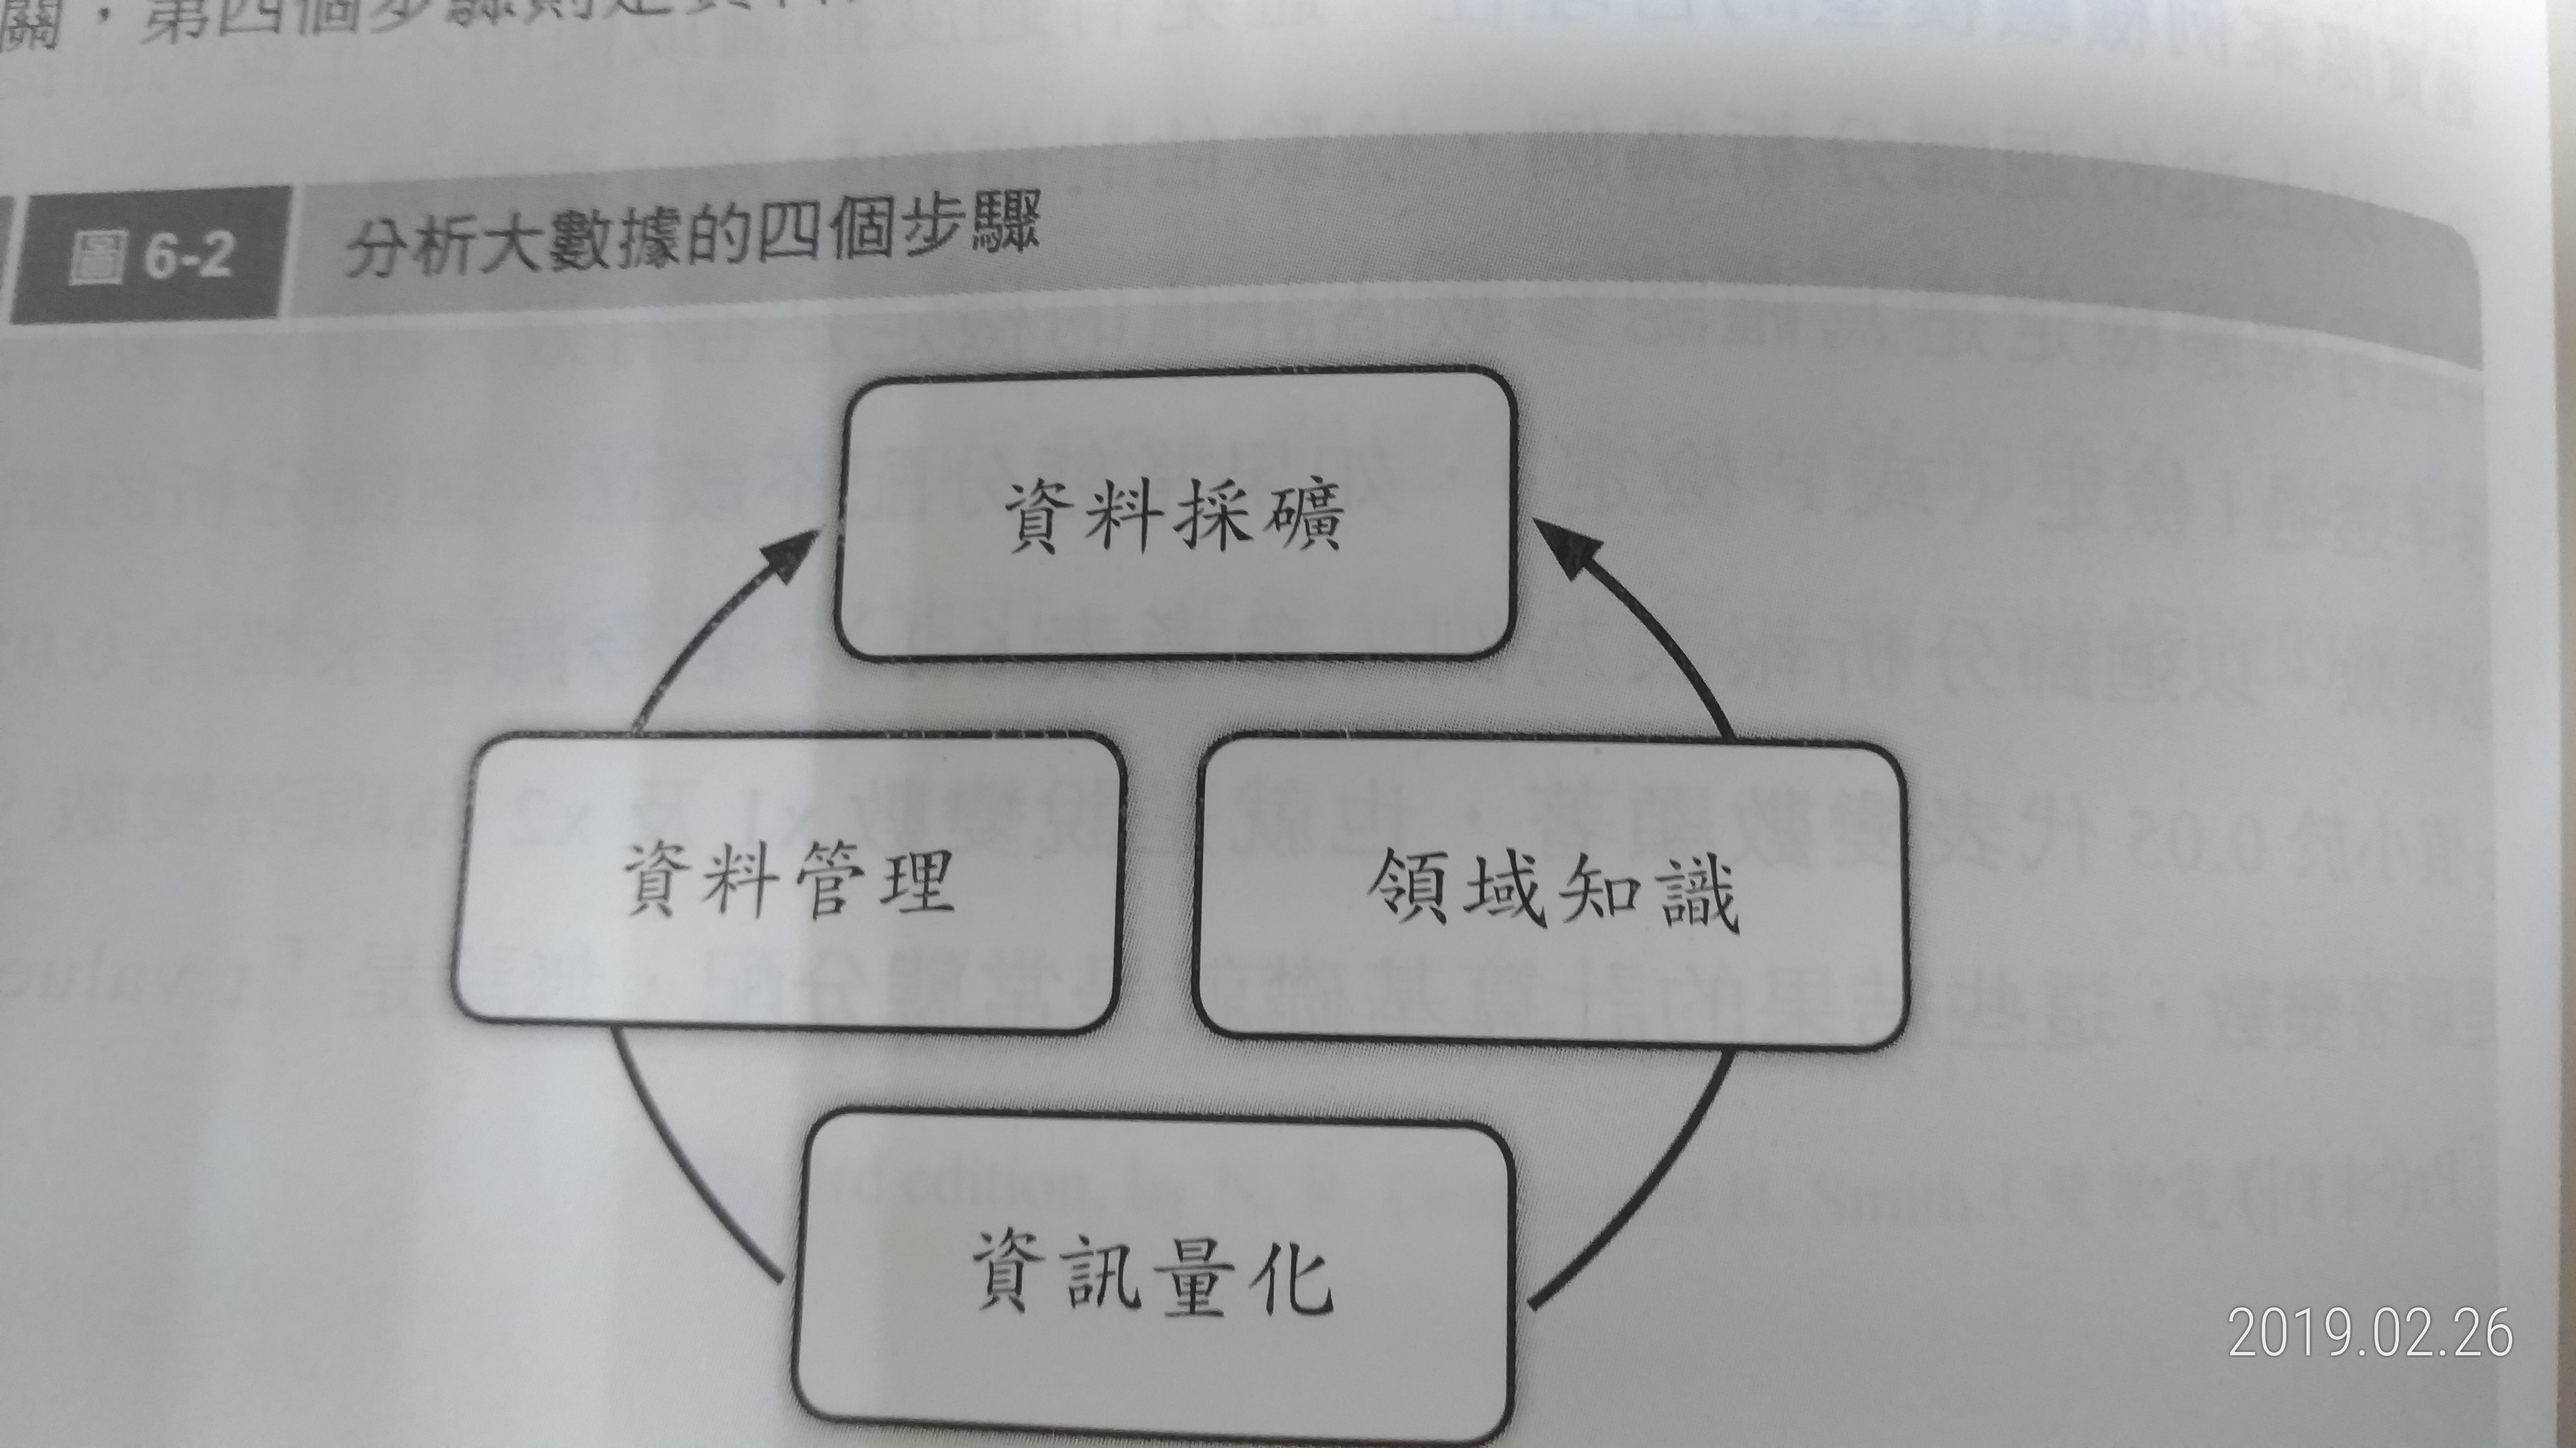 關，第四個步驟則是資料
圖 6-2 分析大數據的四個步驟
資料採礦
資料管理 領域知識
資訊量化
2019.02.26